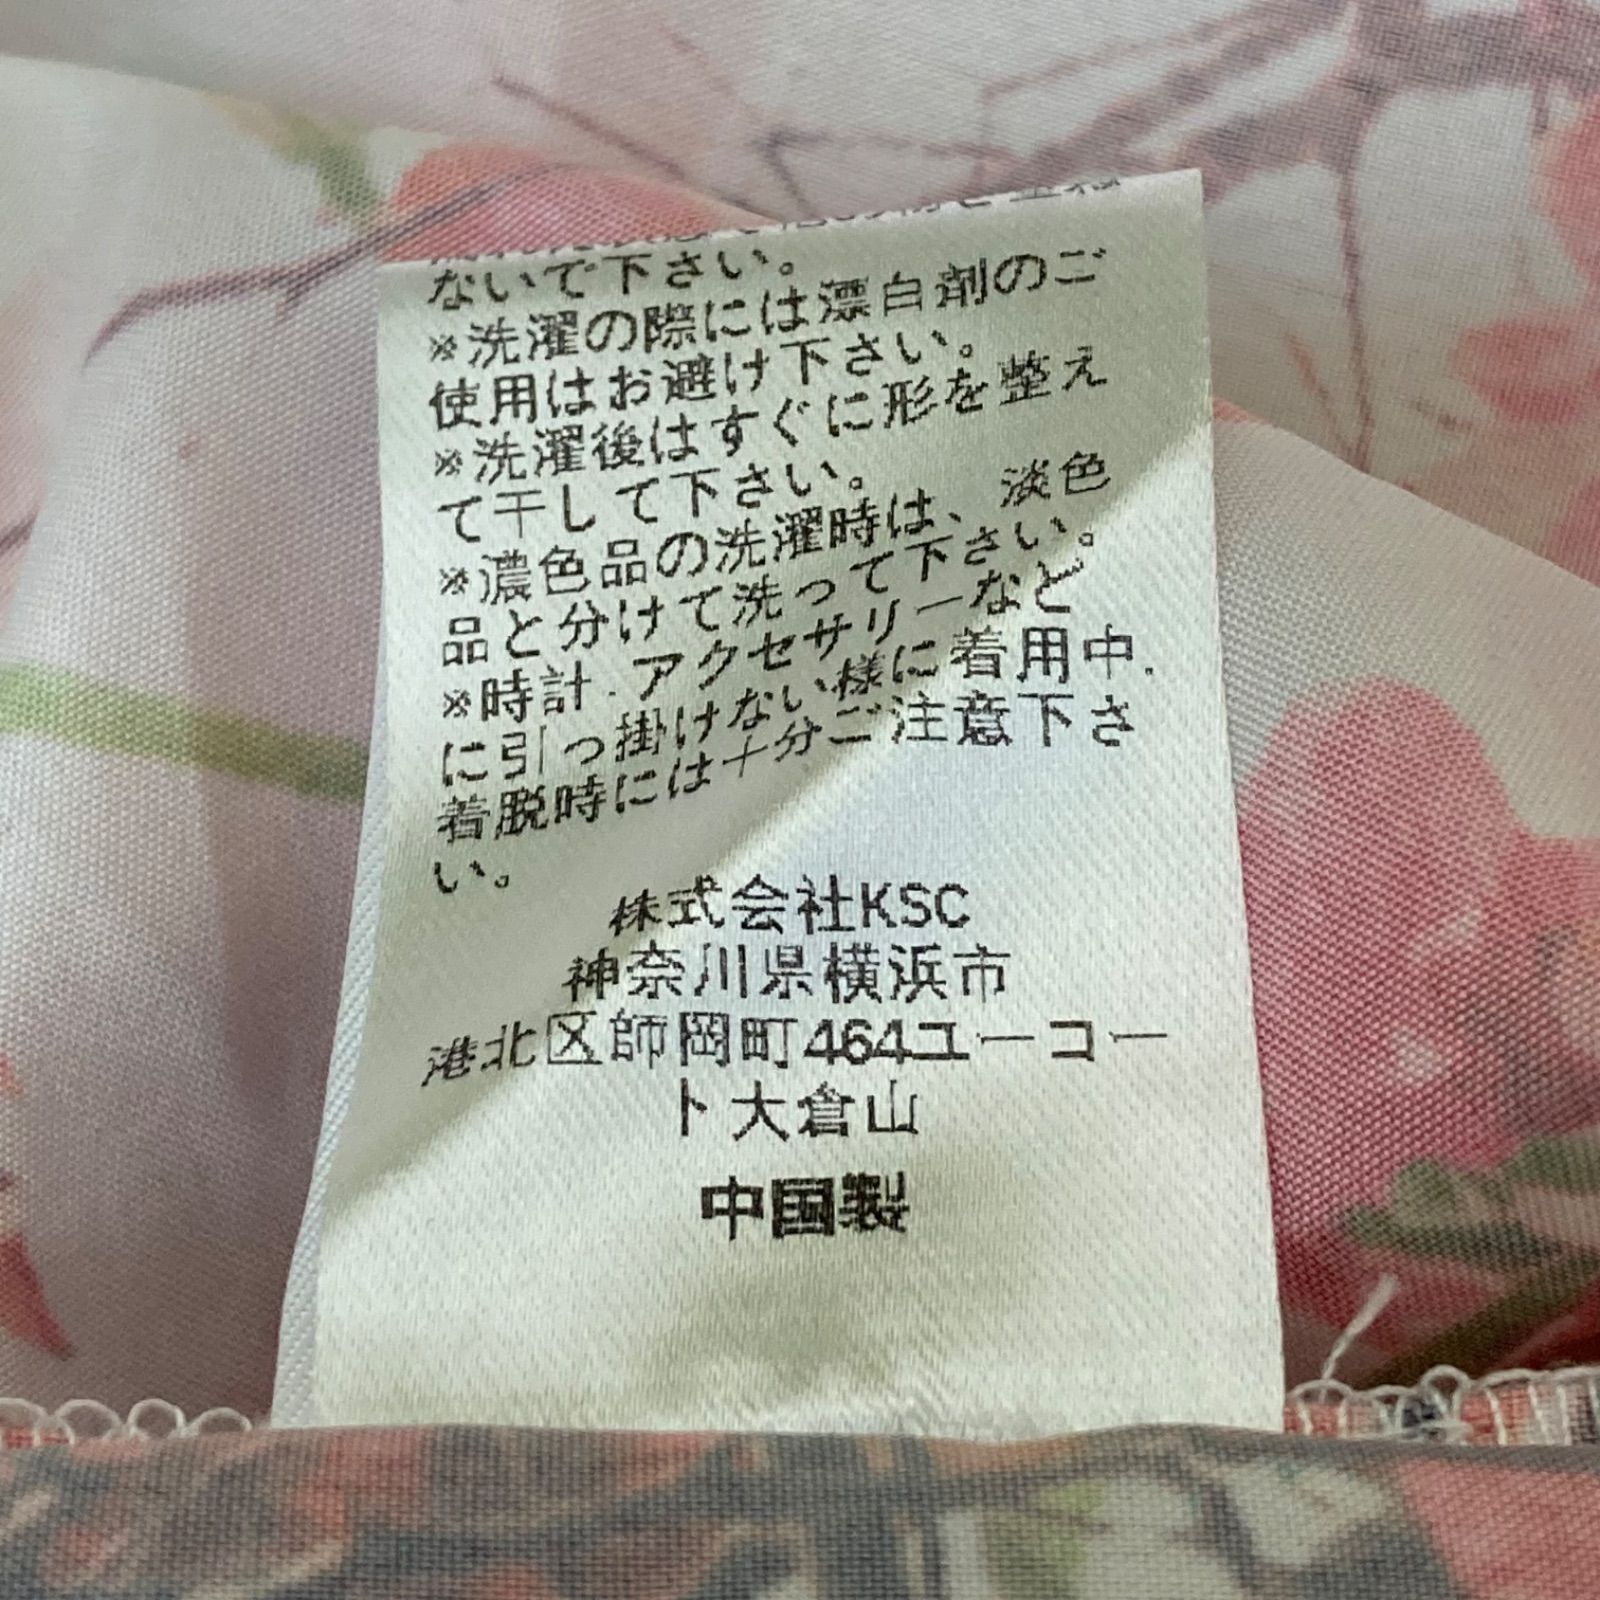 ないで下さい。
※洗濯の際には漂白剤のご
使用はお避け下さい。
※洗濯後はすぐに形を整え
て干して下さい。
※濃色品の洗濯時は、淡色
品と分けて洗って下さい。
※時計.アクセサリーなど
に引っ掛けない様に着用中.
着脱時には十分ご注意下さ
い。
株式会社KSC
神奈川県横浜市
港北区師岡町464ユーコー
ト大倉山
中国製